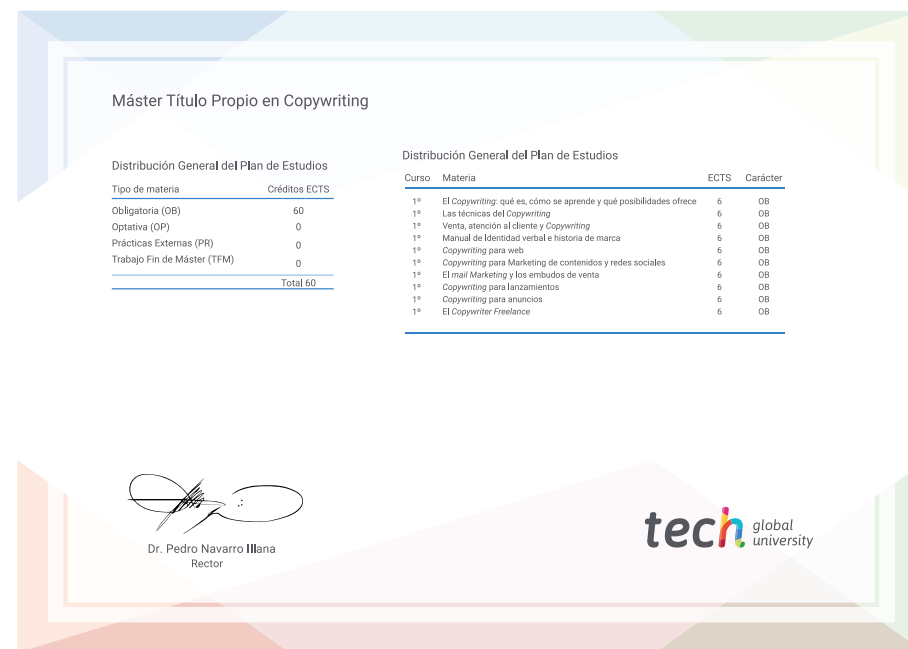 Máster Título Propio en Copywriting
Distribución General del Plan de Estudios
Tipo de materia Créditos ECTS
Obligatoria (OB) 60
Optativa (OP) 0
Prácticas Externas (PR) 0
Trabajo Fin de Máster (TFM) 0
Total 60
Distribución General del Plan de Estudios
Curso Materia ECTS Carácter
1º El Copywriting: qué es, cómo se aprende y qué posibilidades ofrece 6 OB
1º Las técnicas del Copywriting 6 OB
1º Venta, atención al cliente y Copywriting 6 OB
1º Manual de Identidad verbal e historia de marca 6 OB
1º Copywriting para web 6 OB
1º Copywriting para Marketing de contenidos y redes sociales 6 OB
1º El mail Marketing y los embudos de venta 6 OB
1º Copywriting para lanzamientos 6 OB
1º Copywriting para anuncios 6 OB
1º El Copywriter Freelance 6 OB
Dr. Pedro Navarro Illana
Rector
tech global
university